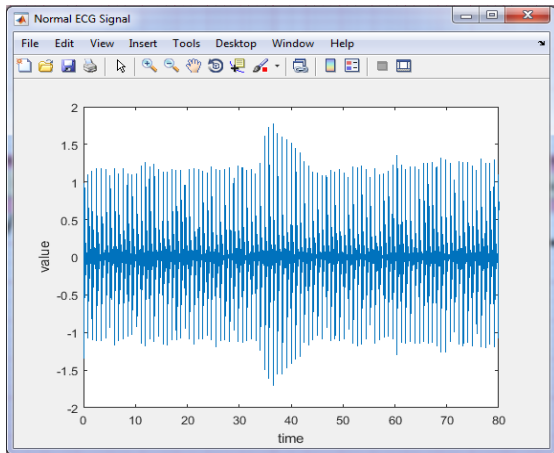 Normal ECG Signal
File Edit View Insert Tools Desktop Window Help
2
1.5
1
0.5
0
-0.5
-1
-1.5
-2
value
0 10 20 30 40 50 60 70 80
time